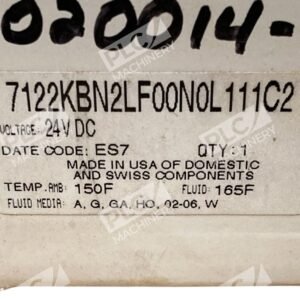 020014-
7122KBN2LF00N0L111C2
VOLTAGE: 24V DC
DATE CODE: ES7 QTY: 1
MADE IN USA OF DOMESTIC
AND SWISS COMPONENTS
TEMP. AMB: 150F FLUID: 165F
FLUID MEDIA: A, G, GA, HO, 02-06, W